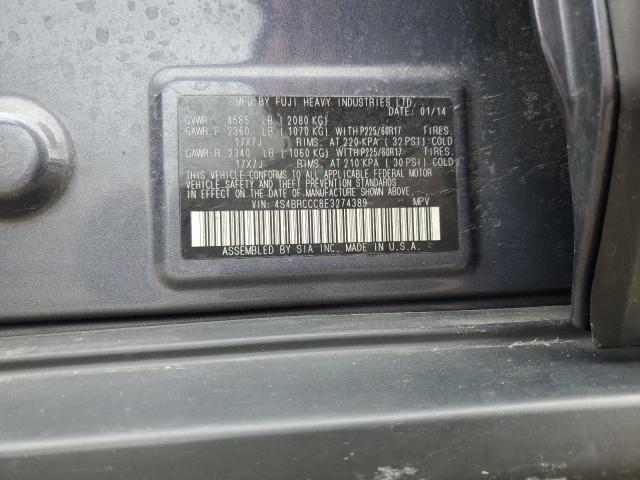 MFD. BY FUJI HEAVY INDUSTRIES LTD.
DATE: 01/14
GVWR: 4585 LB ( 2080 KG)
GAWR: F 2360 LB ( 1070 KG) WITH P225/60R17 TIRES,
17X7J RIMS, AT 220 KPA ( 32 PSI) COLD
GAWR: R 2340 LB ( 1060 KG) WITH P225/60R17 TIRES,
17X7J RIMS, AT 210 KPA ( 30 PSI) COLD
THIS VEHICLE CONFORMS TO ALL APPLICABLE FEDERAL MOTOR
VEHICLE SAFETY AND THEFT PREVENTION STANDARDS
IN EFFECT ON THE DATE OF MANUFACTURE SHOWN ABOVE.
VIN: 4S4BRCCC8E3274389 MPV
ASSEMBLED BY SIA INC. MADE IN U.S.A.